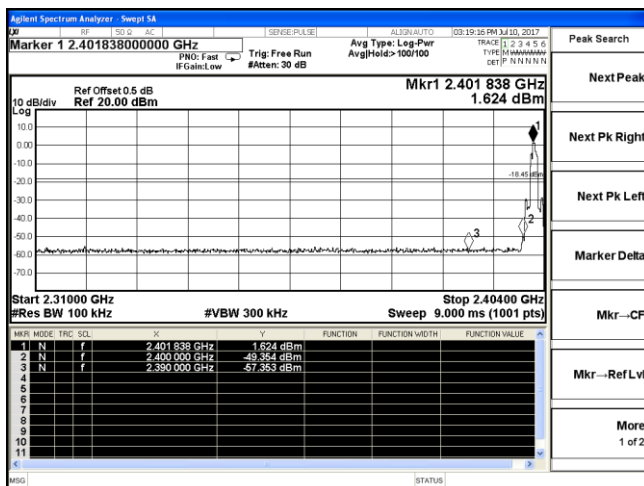 Agilent Spectrum Analyzer - Swept SA
RF 50 Ω AC SENSE:PULSE ALIGN AUTO 03:19:16 PM Jul 10, 2017
Marker 1 2.401838000000 GHz
PNO: Fast
IFGain:Low
Trig: Free Run
#Atten: 30 dB
Avg Type: Log-Pwr
Avg|Hold:> 100/100
TRACE 1 2 3 4 5 6
TYPE M
DET P N N N N N
Peak Search
Next Peak
Next Pk Right
Next Pk Left
Marker Delta
Mkr→CF
Mkr→Ref Lvl
More
1 of 2
Mkr1 2.401 838 GHz
1.624 dBm
Ref Offset 0.5 dB
10 dB/div Ref 20.00 dBm
Log
10.0
0.00
-10.0
-20.0
-30.0
-40.0
-50.0
-60.0
-70.0
1
-18.45 dBm
2
3
Start 2.31000 GHz Stop 2.40400 GHz
#Res BW 100 kHz #VBW 300 kHz Sweep 9.000 ms (1001 pts)
MKR MODE TRC SCL X Y FUNCTION FUNCTION WIDTH FUNCTION VALUE
1 N f 2.401 838 GHz 1.624 dBm
2 N f 2.400 000 GHz -49.354 dBm
3 N f 2.390 000 GHz -57.353 dBm
4
5
6
7
8
9
10
11
MSG STATUS